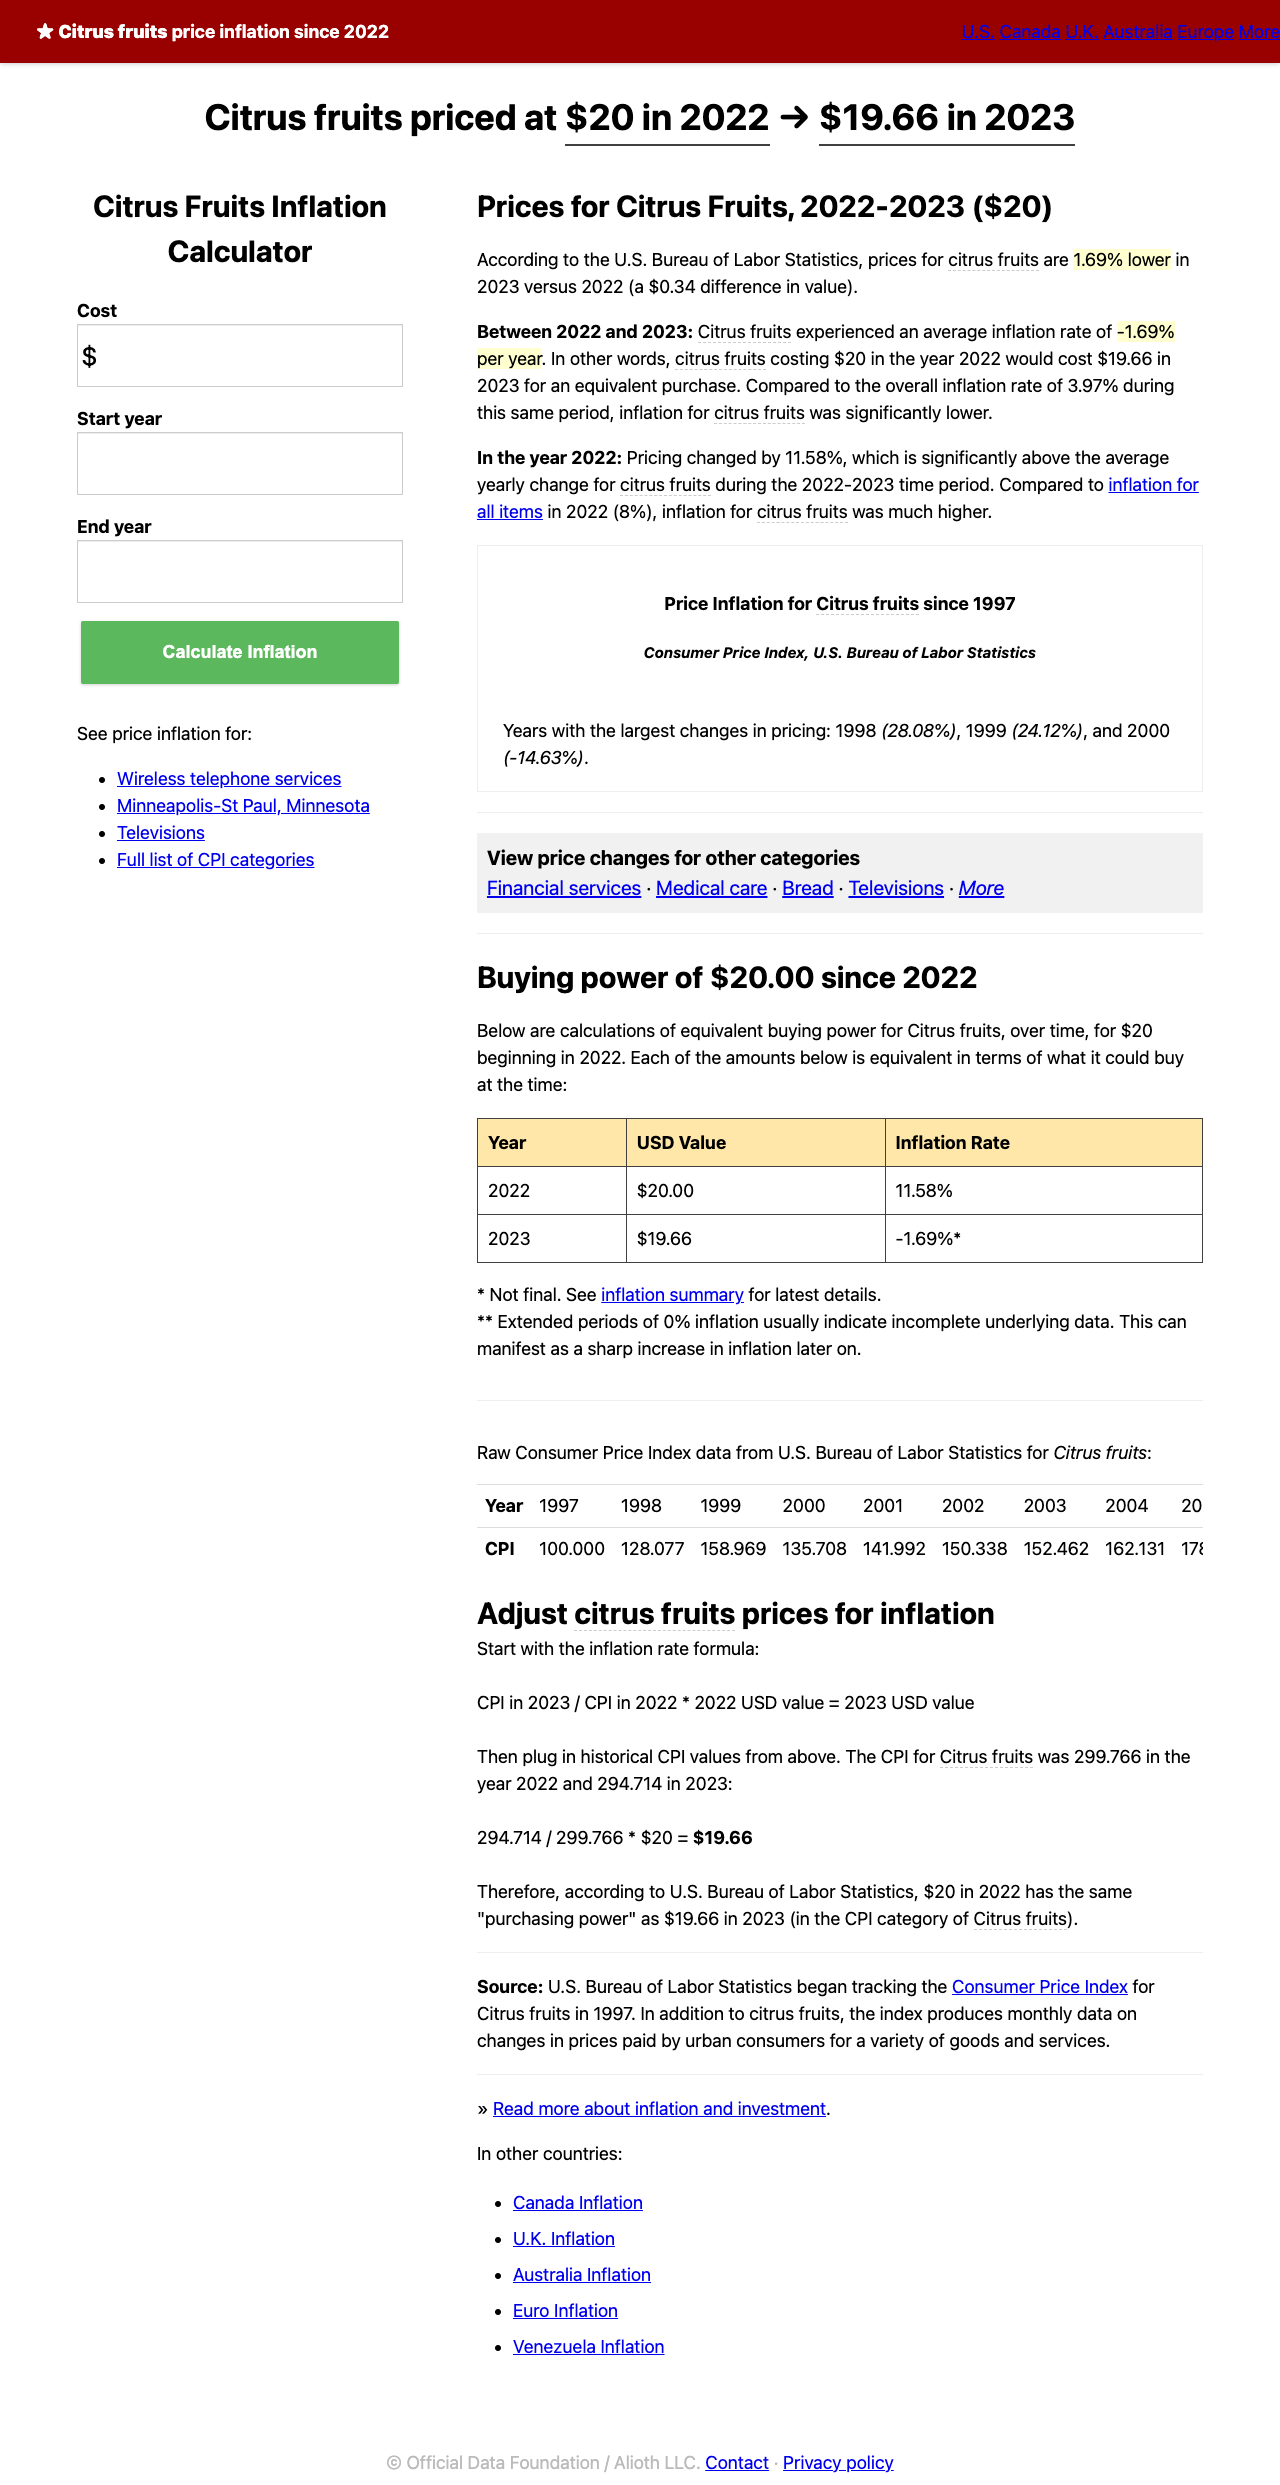 ★ Citrus fruits price inflation since 2022
U.S. Canada U.K. Australia Europe More
Citrus fruits priced at $20 in 2022 → $19.66 in 2023
Citrus Fruits Inflation
Calculator
Cost
$
Start year
End year
Calculate Inflation
See price inflation for:
• Wireless telephone services
• Minneapolis-St Paul, Minnesota
• Televisions
• Full list of CPI categories
Prices for Citrus Fruits, 2022-2023 ($20)
According to the U.S. Bureau of Labor Statistics, prices for citrus fruits are 1.69% lower in
2023 versus 2022 (a $0.34 difference in value).
Between 2022 and 2023: Citrus fruits experienced an average inflation rate of -1.69%
per year. In other words, citrus fruits costing $20 in the year 2022 would cost $19.66 in
2023 for an equivalent purchase. Compared to the overall inflation rate of 3.97% during
this same period, inflation for citrus fruits was significantly lower.
In the year 2022: Pricing changed by 11.58%, which is significantly above the average
yearly change for citrus fruits during the 2022-2023 time period. Compared to inflation for
all items in 2022 (8%), inflation for citrus fruits was much higher.
Price Inflation for Citrus fruits since 1997
Consumer Price Index, U.S. Bureau of Labor Statistics
Years with the largest changes in pricing: 1998 (28.08%), 1999 (24.12%), and 2000
(-14.63%).
View price changes for other categories
Financial services · Medical care · Bread · Televisions · More
Buying power of $20.00 since 2022
Below are calculations of equivalent buying power for Citrus fruits, over time, for $20
beginning in 2022. Each of the amounts below is equivalent in terms of what it could buy
at the time:
Year USD Value Inflation Rate
2022 $20.00 11.58%
2023 $19.66 -1.69%*
* Not final. See inflation summary for latest details.
** Extended periods of 0% inflation usually indicate incomplete underlying data. This can
manifest as a sharp increase in inflation later on.
Raw Consumer Price Index data from U.S. Bureau of Labor Statistics for Citrus fruits:
Year 1997 1998 1999 2000 2001 2002 2003 2004 20
CPI 100.000 128.077 158.969 135.708 141.992 150.338 152.462 162.131 178
Adjust citrus fruits prices for inflation
Start with the inflation rate formula:
CPI in 2023 / CPI in 2022 * 2022 USD value = 2023 USD value
Then plug in historical CPI values from above. The CPI for Citrus fruits was 299.766 in the
year 2022 and 294.714 in 2023:
294.714 / 299.766 * $20 = $19.66
Therefore, according to U.S. Bureau of Labor Statistics, $20 in 2022 has the same
"purchasing power" as $19.66 in 2023 (in the CPI category of Citrus fruits).
Source: U.S. Bureau of Labor Statistics began tracking the Consumer Price Index for
Citrus fruits in 1997. In addition to citrus fruits, the index produces monthly data on
changes in prices paid by urban consumers for a variety of goods and services.
» Read more about inflation and investment.
In other countries:
• Canada Inflation
• U.K. Inflation
• Australia Inflation
• Euro Inflation
• Venezuela Inflation
© Official Data Foundation / Alioth LLC. Contact · Privacy policy